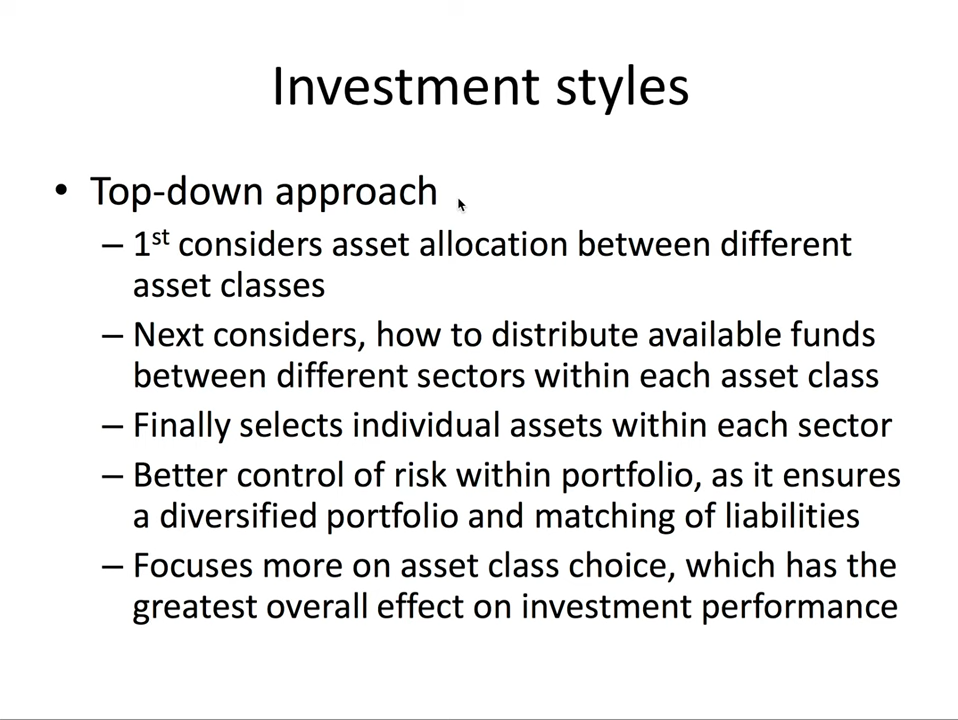 Investment styles
• Top-down approach
– 1st considers asset allocation between different
asset classes
– Next considers, how to distribute available funds
between different sectors within each asset class
– Finally selects individual assets within each sector
– Better control of risk within portfolio, as it ensures
a diversified portfolio and matching of liabilities
– Focuses more on asset class choice, which has the
greatest overall effect on investment performance